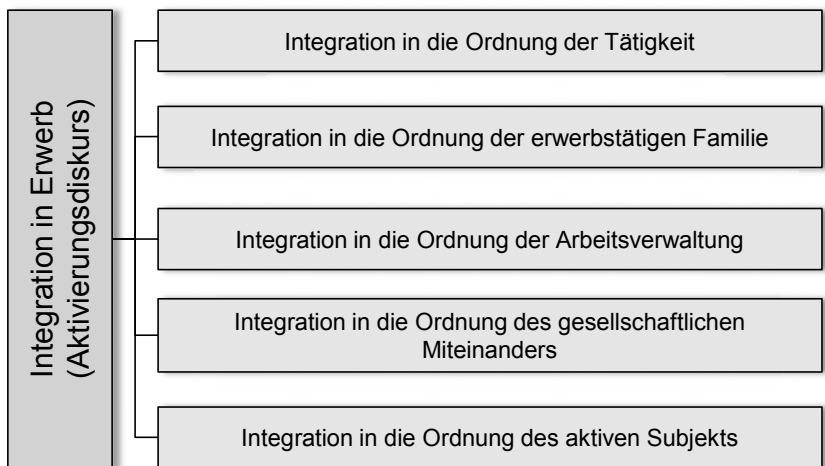 Integration in Erwerb
(Aktivierungsdiskurs)
Integration in die Ordnung der Tätigkeit
Integration in die Ordnung der erwerbstätigen Familie
Integration in die Ordnung der Arbeitsverwaltung
Integration in die Ordnung des gesellschaftlichen
Miteinanders
Integration in die Ordnung des aktiven Subjekts